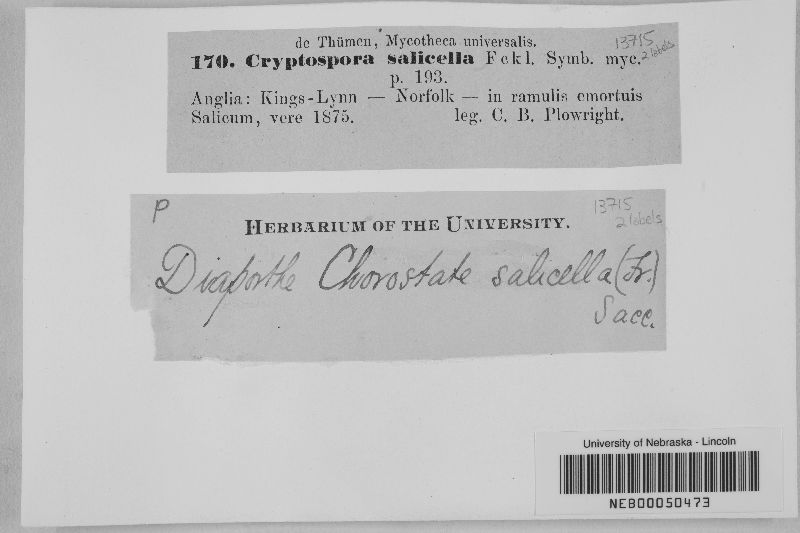 de Thümen, Mycotheca universalis.
13715
2 labels
170. Cryptospora salicella Fckl. Symb. myc.
p. 193.
Anglia: Kings-Lynn — Norfolk — in ramulis emortuis
Salicum, vere 1875. leg. C. B. Plowright.
P
13715
2 labels
HERBARIUM OF THE UNIVERSITY.
Diaporthe Chorostate salicella (Fr.)
Sacc.
University of Nebraska - Lincoln
NEB00050473